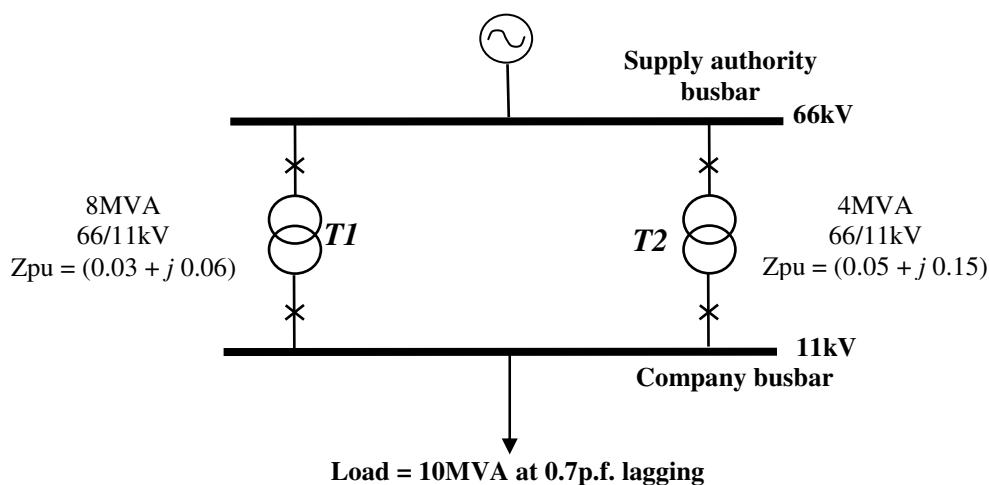 Supply authority
busbar
66kV
8MVA
66/11kV
Zpu = (0.03 + j 0.06)
T1
T2
4MVA
66/11kV
Zpu = (0.05 + j 0.15)
11kV
Company busbar
Load = 10MVA at 0.7p.f. lagging